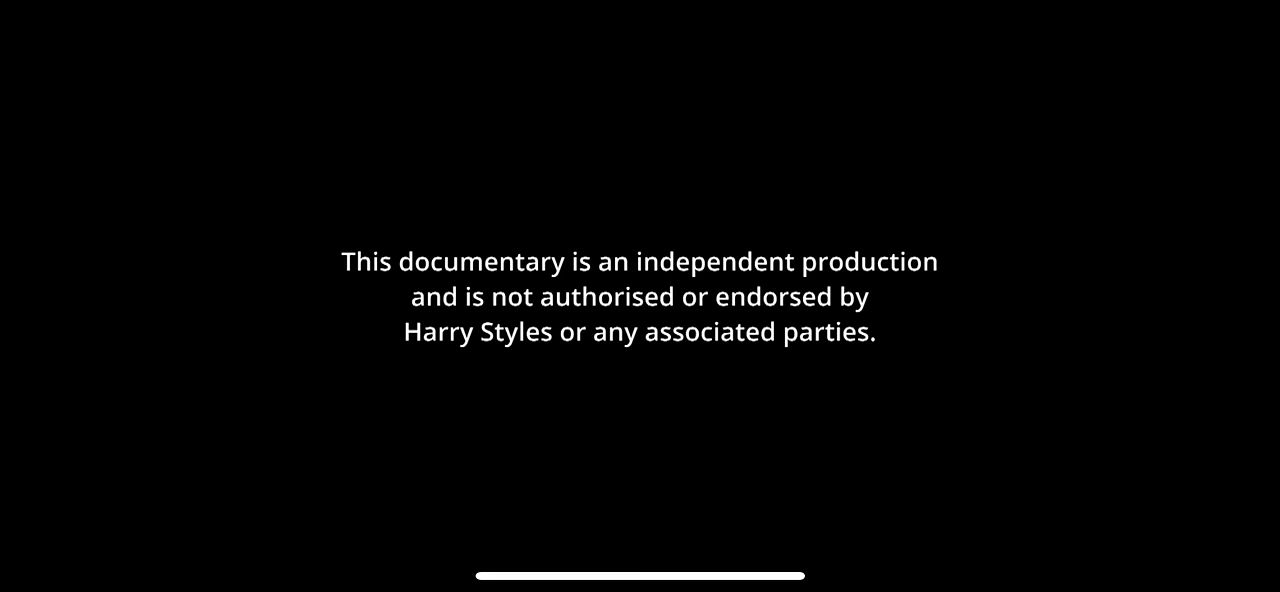 This documentary is an independent production
and is not authorised or endorsed by
Harry Styles or any associated parties.